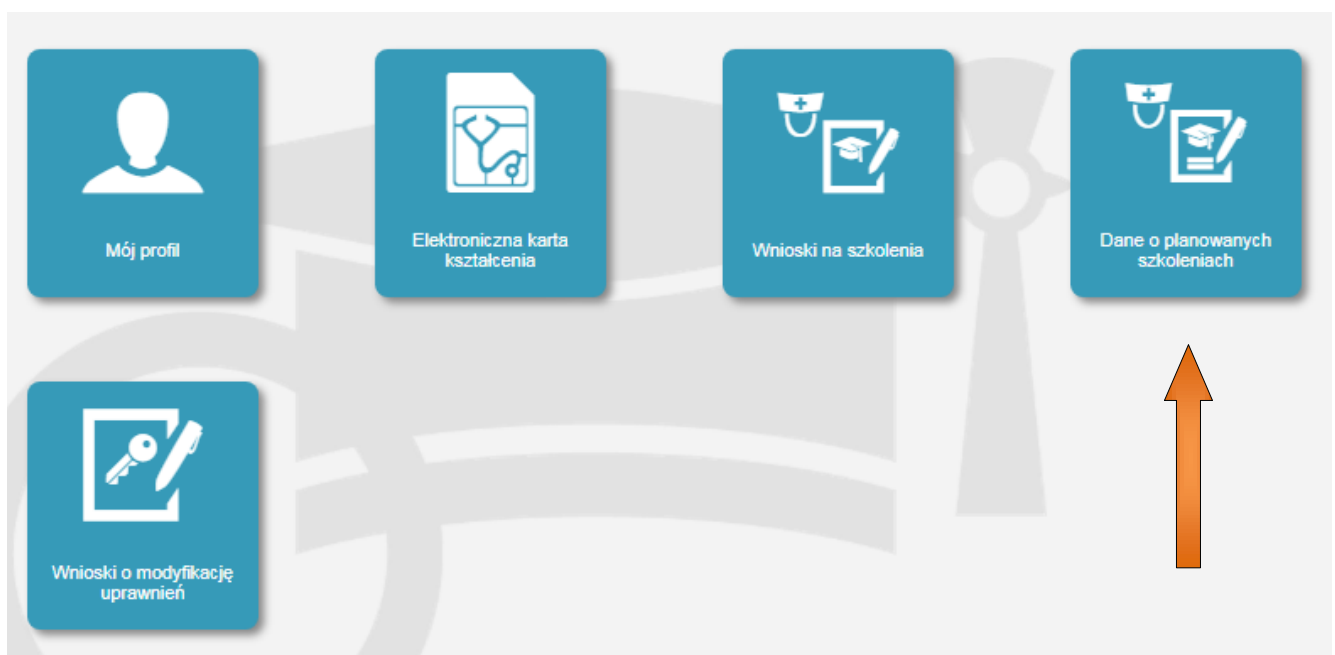 Mój profil
Elektroniczna karta
kształcenia
Wnioski na szkolenia
Dane o planowanych
szkoleniach
Wnioski o modyfikację
uprawnień